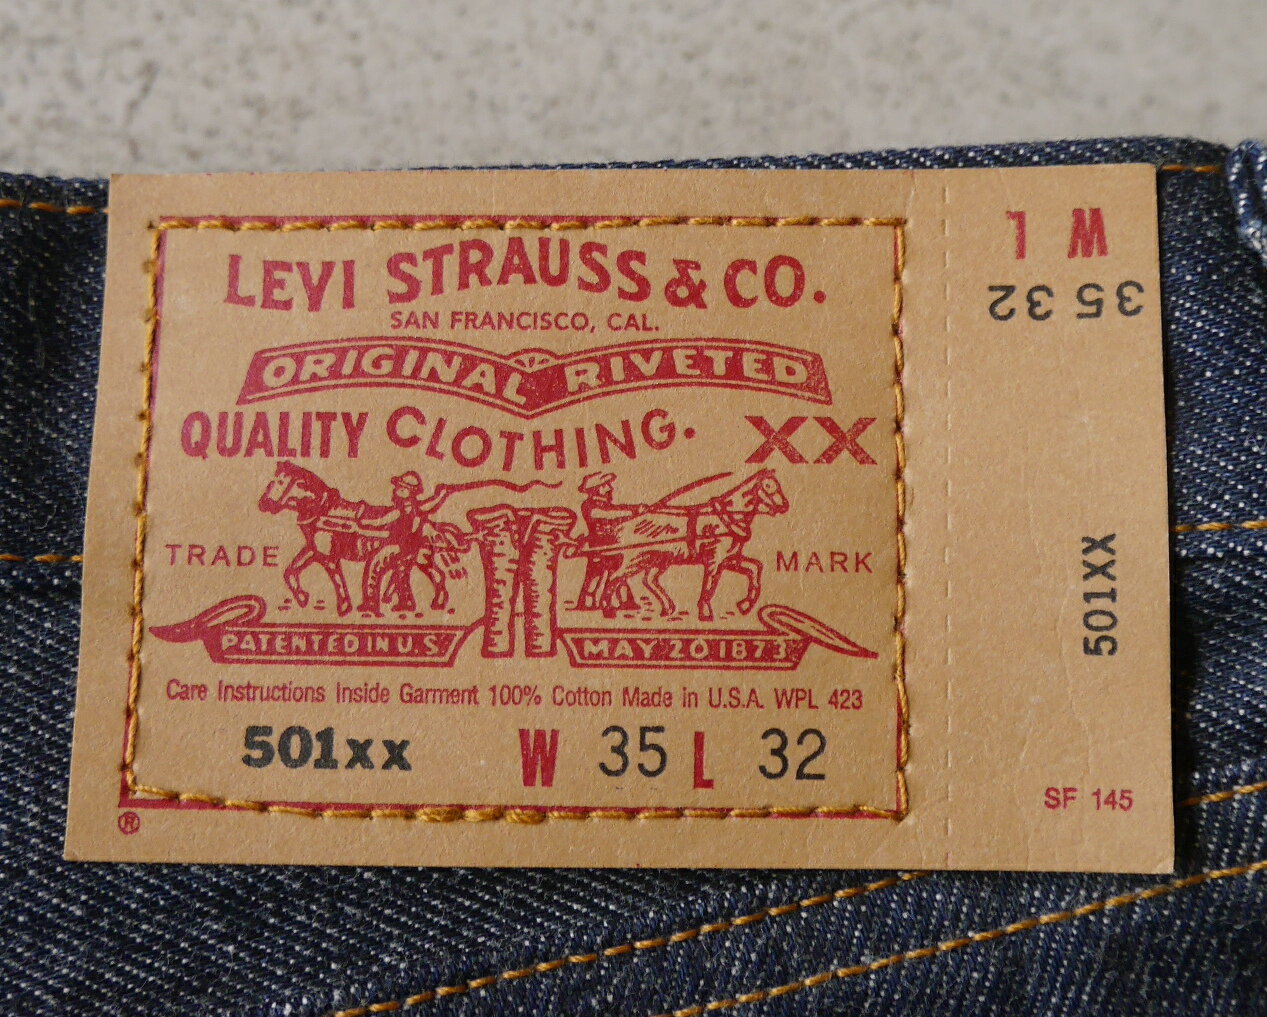 LEVI STRAUSS & CO.
SAN FRANCISCO, CAL.
ORIGINAL RIVETED
QUALITY CLOTHING. XX
TRADE MARK
PATENTED IN U.S. MAY 20 1873
Care Instructions Inside Garment 100% Cotton Made in U.S.A. WPL 423
501xx W 35 L 32
®
W L
35 32
501XX
SF 145